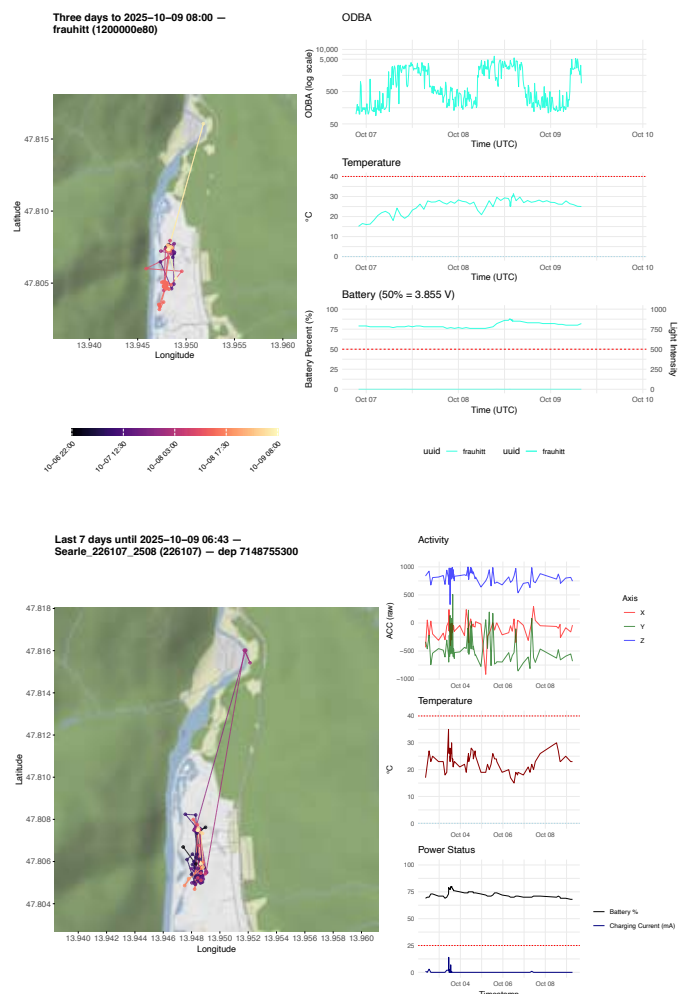 Three days to 2025−10−09 08:00 —
frauhitt (1200000e80)
47.815
47.810
47.805
Latitude
13.940 13.945 13.950 13.955 13.960
Longitude
10−06 22:00
10−07 12:30
10−08 03:00
10−08 17:30
10−09 08:00
ODBA
10,000
5,000
500
50
ODBA (log scale)
Oct 07 Oct 08 Oct 09 Oct 10
Time (UTC)
Temperature
40
30
20
10
0
°C
Oct 07 Oct 08 Oct 09 Oct 10
Time (UTC)
Battery (50% = 3.855 V)
100
75
50
25
0
Battery Percent (%)
1000
750
500
250
0
Light Intensity
Oct 07 Oct 08 Oct 09 Oct 10
Time (UTC)
uuid frauhitt uuid frauhitt
Last 7 days until 2025−10−09 06:43 —
Searle_226107_2508 (226107) — dep 7148755300
47.818
47.816
47.814
47.812
47.810
47.808
47.806
47.804
Latitude
13.940 13.942 13.944 13.946 13.948 13.950 13.952 13.954 13.956 13.958 13.960
Longitude
Activity
1000
500
0
−500
−1000
ACC (raw)
Oct 04 Oct 06 Oct 08
Axis
X
Y
Z
Temperature
40
30
20
10
0
°C
Oct 04 Oct 06 Oct 08
Power Status
100
75
50
25
0
Oct 04 Oct 06 Oct 08
Battery %
Charging Current (mA)